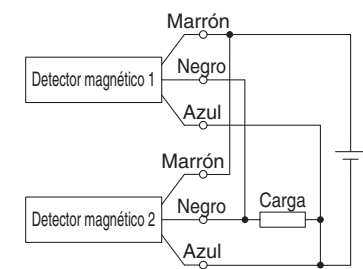 Marrón
Detector magnético 1
Negro
Azul
Marrón
Detector magnético 2
Negro
Carga
Azul